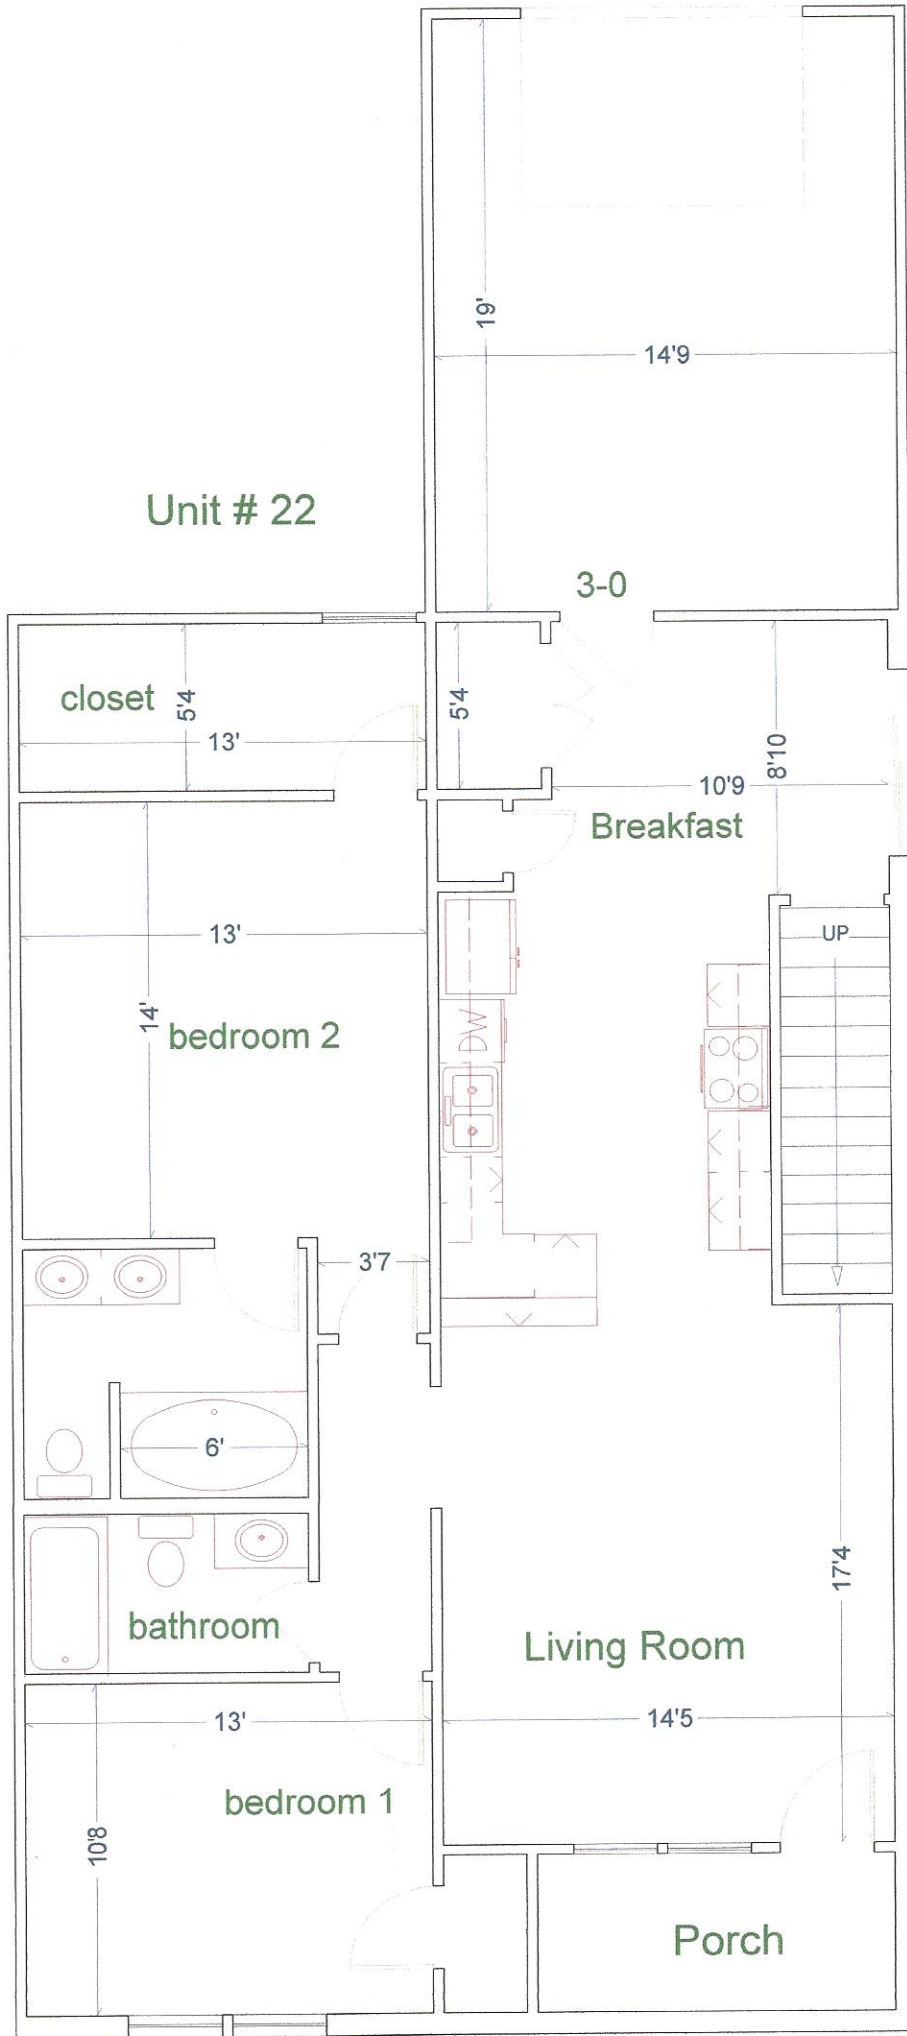 19'
14'9
Unit # 22
3-0
closet
5'4
13'
5'4
8'10
10'9
Breakfast
13'
UP
14'
bedroom 2
3'7
6'
17'4
bathroom
Living Room
13'
14'5
bedroom 1
10'8
Porch